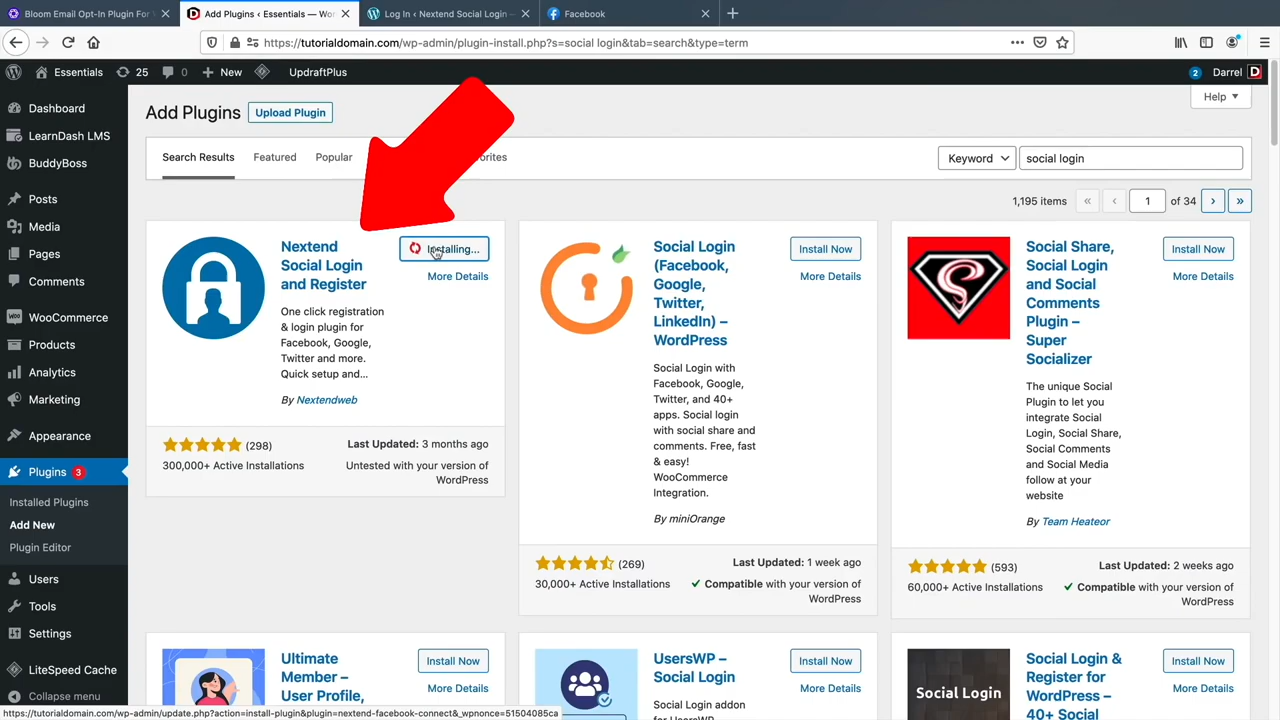 Bloom Email Opt-In Plugin For
Add Plugins ‹ Essentials — Wo
Log In ‹ Nextend Social Login —
Facebook
https://tutorialdomain.com/wp-admin/plugin-install.php?s=social login&tab=search&type=term
Essentials
25
0
New
UpdraftPlus
2
Darrel
Dashboard
LearnDash LMS
BuddyBoss
Posts
Media
Pages
Comments
WooCommerce
Products
Analytics
Marketing
Appearance
Plugins 3
Installed Plugins
Add New
Plugin Editor
Users
Tools
Settings
LiteSpeed Cache
Collapse menu
Add Plugins
Upload Plugin
Help
Search Results
Featured
Popular
Keyword
social login
1,195 items
«
‹
1
of 34
›
»
Nextend
Social Login
and Register
Installing...
More Details
One click registration
& login plugin for
Facebook, Google,
Twitter and more.
Quick setup and...
By Nextendweb
(298)
300,000+ Active Installations
Last Updated: 3 months ago
Untested with your version of
WordPress
Social Login
(Facebook,
Google,
Twitter,
LinkedIn) –
WordPress
Install Now
More Details
Social Login with
Facebook, Google,
Twitter, and 40+
apps. Social login
with social share and
comments. Free, fast
& easy!
WooCommerce
Integration.
By miniOrange
(269)
30,000+ Active Installations
Last Updated: 1 week ago
Compatible with your version of
WordPress
Social Share,
Social Login
and Social
Comments
Plugin –
Super
Socializer
Install Now
More Details
The unique Social
Plugin to let you
integrate Social
Login, Social Share,
Social Comments
and Social Media
follow at your
website
By Team Heateor
(593)
60,000+ Active Installations
Last Updated: 2 weeks ago
Compatible with your version of
WordPress
Ultimate
Member –
User Profile,
Install Now
More Details
UsersWP –
Social Login
Install Now
More Details
Social Login addon
for UsersWP
Social Login
Social Login &
Register for
WordPress –
40+ Social
Install Now
More Details
https://tutorialdomain.com/wp-admin/update.php?action=install-plugin&plugin=nextend-facebook-connect&_wpnonce=51504085ca